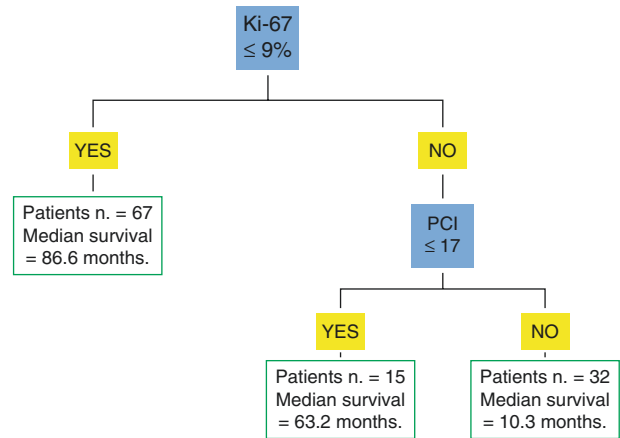 Ki-67
≤ 9%
YES
NO
Patients n. = 67
Median survival
= 86.6 months.
PCI
≤ 17
YES
NO
Patients n. = 15
Median survival
= 63.2 months.
Patients n. = 32
Median survival
= 10.3 months.